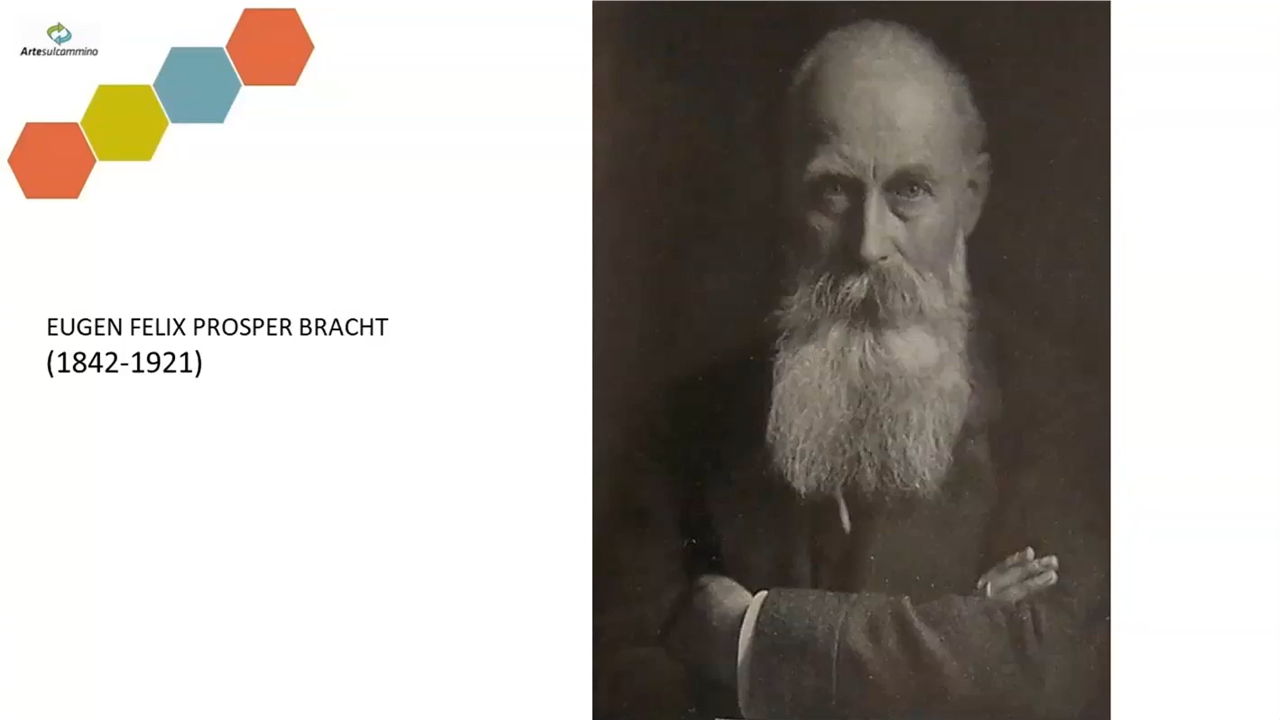 Artesulcammino
EUGEN FELIX PROSPER BRACHT
(1842-1921)